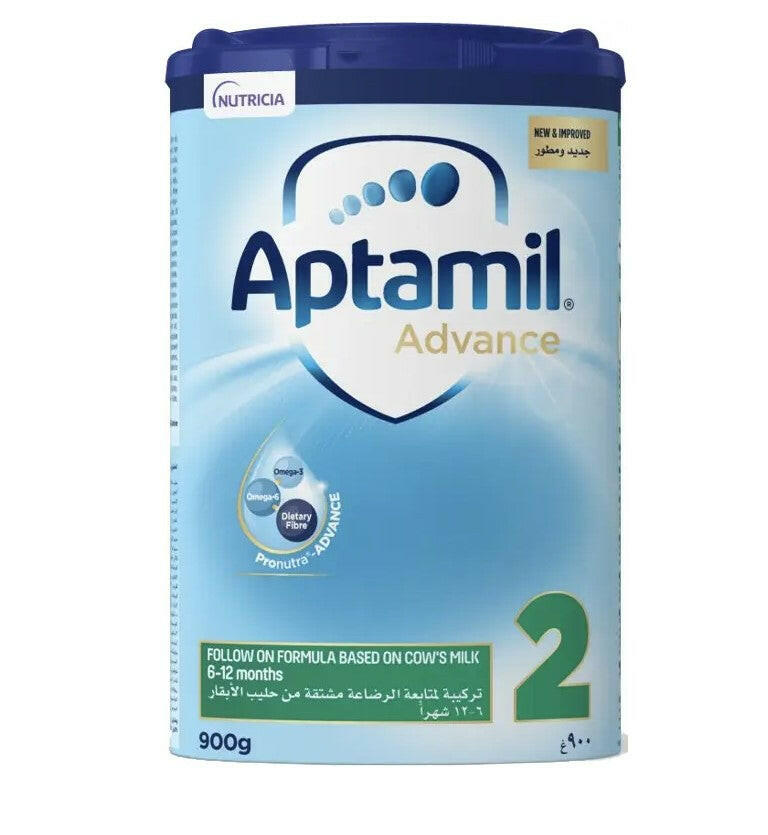 NUTRICIA
NEW & IMPROVED
جديد ومطور
Aptamil®
Advance
Omega-3
Omega-6
Dietary
Fibre
Pronutra®-ADVANCE
FOLLOW ON FORMULA BASED ON COW'S MILK
6-12 months
تركيبة لمتابعة الرضاعة مشتقة من حليب الأبقار
٦-١٢ شهراً
2
900g
٩٠٠غ